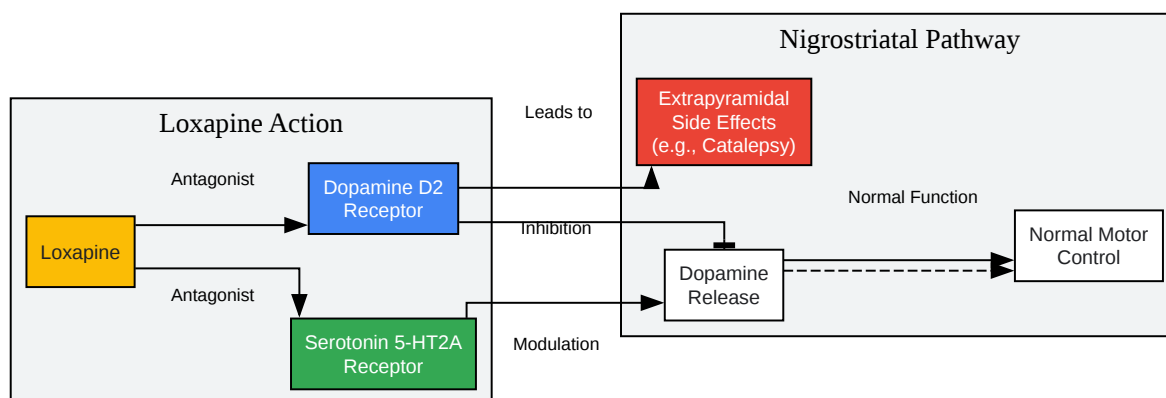 Nigrostriatal Pathway
Extrapyramidal
Side Effects
(e.g., Catalepsy)
Leads to
Loxapine Action
Antagonist
Dopamine D2
Receptor
Normal Function
Loxapine
Inhibition
Normal Motor
Control
Dopamine
Release
Antagonist
Serotonin 5-HT2A
Receptor
Modulation